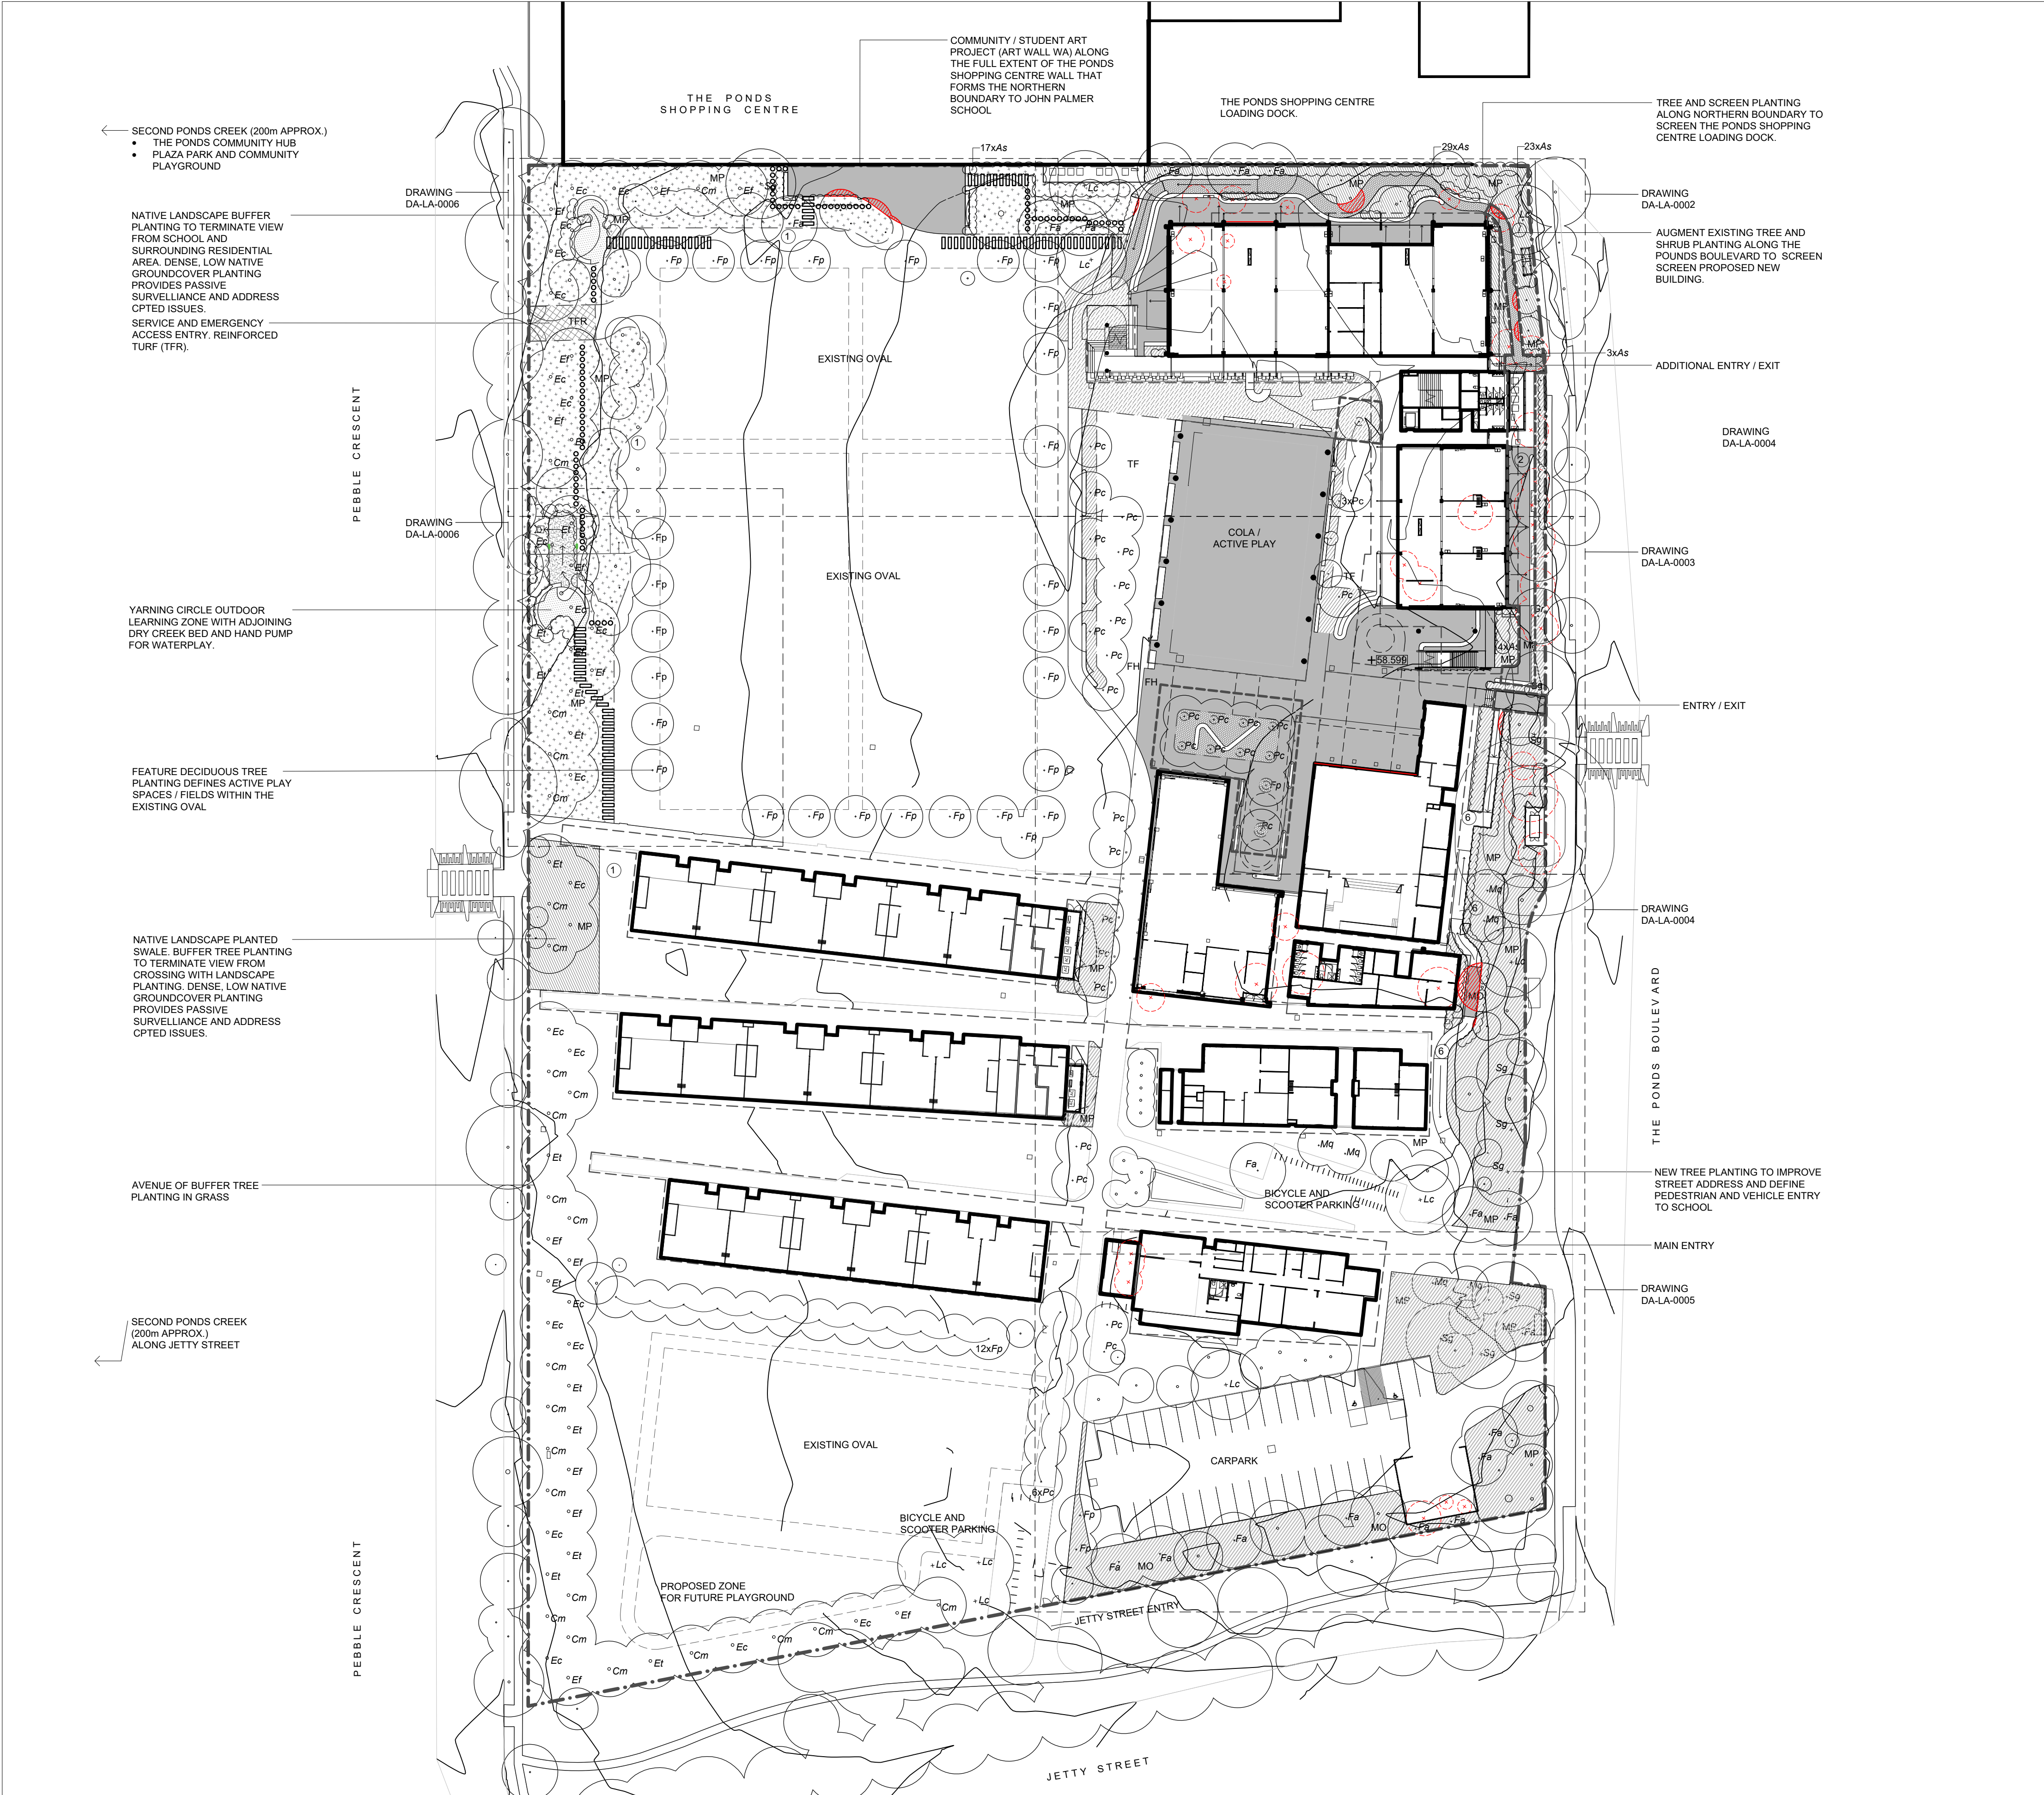 COMMUNITY / STUDENT ART
PROJECT (ART WALL WA) ALONG
THE FULL EXTENT OF THE PONDS
SHOPPING CENTRE WALL THAT
FORMS THE NORTHERN
BOUNDARY TO JOHN PALMER
SCHOOL
THE PONDS
SHOPPING CENTRE
THE PONDS SHOPPING CENTRE
LOADING DOCK.
TREE AND SCREEN PLANTING
ALONG NORTHERN BOUNDARY TO
SCREEN THE PONDS SHOPPING
CENTRE LOADING DOCK.
SECOND PONDS CREEK (200m APPROX.)
• THE PONDS COMMUNITY HUB
• PLAZA PARK AND COMMUNITY
PLAYGROUND
17xAs
29xAs
23xAs
DRAWING
DA-LA-0006
DRAWING
DA-LA-0002
NATIVE LANDSCAPE BUFFER
PLANTING TO TERMINATE VIEW
FROM SCHOOL AND
SURROUNDING RESIDENTIAL
AREA. DENSE, LOW NATIVE
GROUNDCOVER PLANTING
PROVIDES PASSIVE
SURVELLIANCE AND ADDRESS
CPTED ISSUES.
AUGMENT EXISTING TREE AND
SHRUB PLANTING ALONG THE
POUNDS BOULEVARD TO SCREEN
SCREEN PROPOSED NEW
BUILDING.
SERVICE AND EMERGENCY
ACCESS ENTRY. REINFORCED
TURF (TFR).
TFR
EXISTING OVAL
3xAs
ADDITIONAL ENTRY / EXIT
PEBBLE CRESCENT
DRAWING
DA-LA-0004
TF
3xPc
DRAWING
DA-LA-0006
COLA /
ACTIVE PLAY
DRAWING
DA-LA-0003
EXISTING OVAL
TF
YARNING CIRCLE OUTDOOR
LEARNING ZONE WITH ADJOINING
DRY CREEK BED AND HAND PUMP
FOR WATERPLAY.
4xAs
MP
+58.599
FH
FH
ENTRY / EXIT
FEATURE DECIDUOUS TREE
PLANTING DEFINES ACTIVE PLAY
SPACES / FIELDS WITHIN THE
EXISTING OVAL
DRAWING
DA-LA-0004
NATIVE LANDSCAPE PLANTED
SWALE. BUFFER TREE PLANTING
TO TERMINATE VIEW FROM
CROSSING WITH LANDSCAPE
PLANTING. DENSE, LOW NATIVE
GROUNDCOVER PLANTING
PROVIDES PASSIVE
SURVELLIANCE AND ADDRESS
CPTED ISSUES.
MO
THE PONDS BOULEVARD
AVENUE OF BUFFER TREE
PLANTING IN GRASS
NEW TREE PLANTING TO IMPROVE
STREET ADDRESS AND DEFINE
PEDESTRIAN AND VEHICLE ENTRY
TO SCHOOL
BICYCLE AND
SCOOTER PARKING
MAIN ENTRY
DRAWING
DA-LA-0005
SECOND PONDS CREEK
(200m APPROX.)
ALONG JETTY STREET
12xFp
EXISTING OVAL
CARPARK
6xPc
BICYCLE AND
SCOOTER PARKING
MO
MO
PROPOSED ZONE
FOR FUTURE PLAYGROUND
PEBBLE CRESCENT
JETTY STREET ENTRY
JETTY STREET